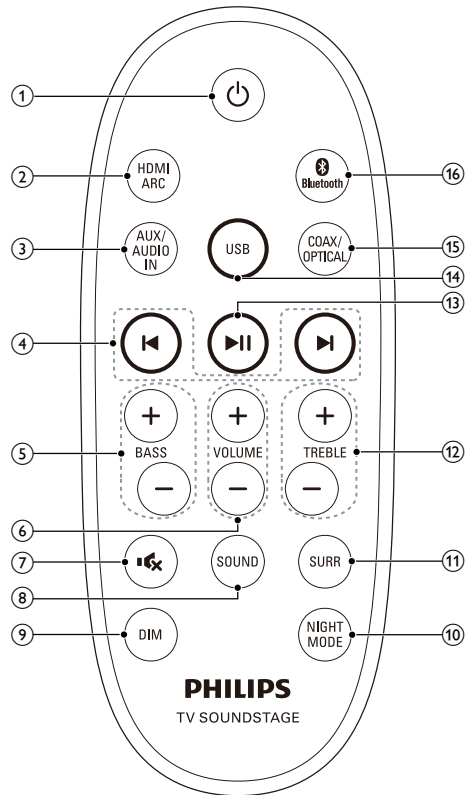 1
2
HDMI
ARC
Bluetooth
16
3
AUX/
AUDIO
IN
USB
COAX/
OPTICAL
15
14
13
4
+
+
+
5
BASS
VOLUME
TREBLE
12
−
−
−
6
7
SOUND
SURR
11
8
9
DIM
NIGHT
MODE
10
PHILIPS
TV SOUNDSTAGE